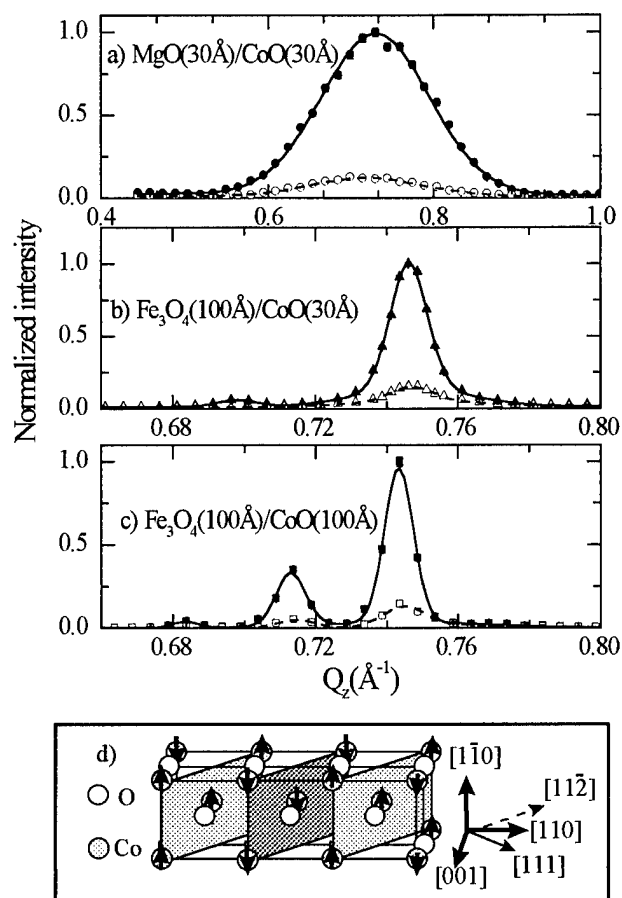 a) MgO(30Å)/CoO(30Å)
1.0
0.5
0.0
0.4 0.6 0.8 1.0
b) Fe₃O₄(100Å)/CoO(30Å)
1.0
0.5
0.0
0.68 0.72 0.76 0.80
c) Fe₃O₄(100Å)/CoO(100Å)
1.0
0.5
0.0
0.68 0.72 0.76 0.80
Normalized intensity
Q_z(Å⁻¹)
d)
O
Co
[11̄0]
[112̄]
[110]
[111]
[001]